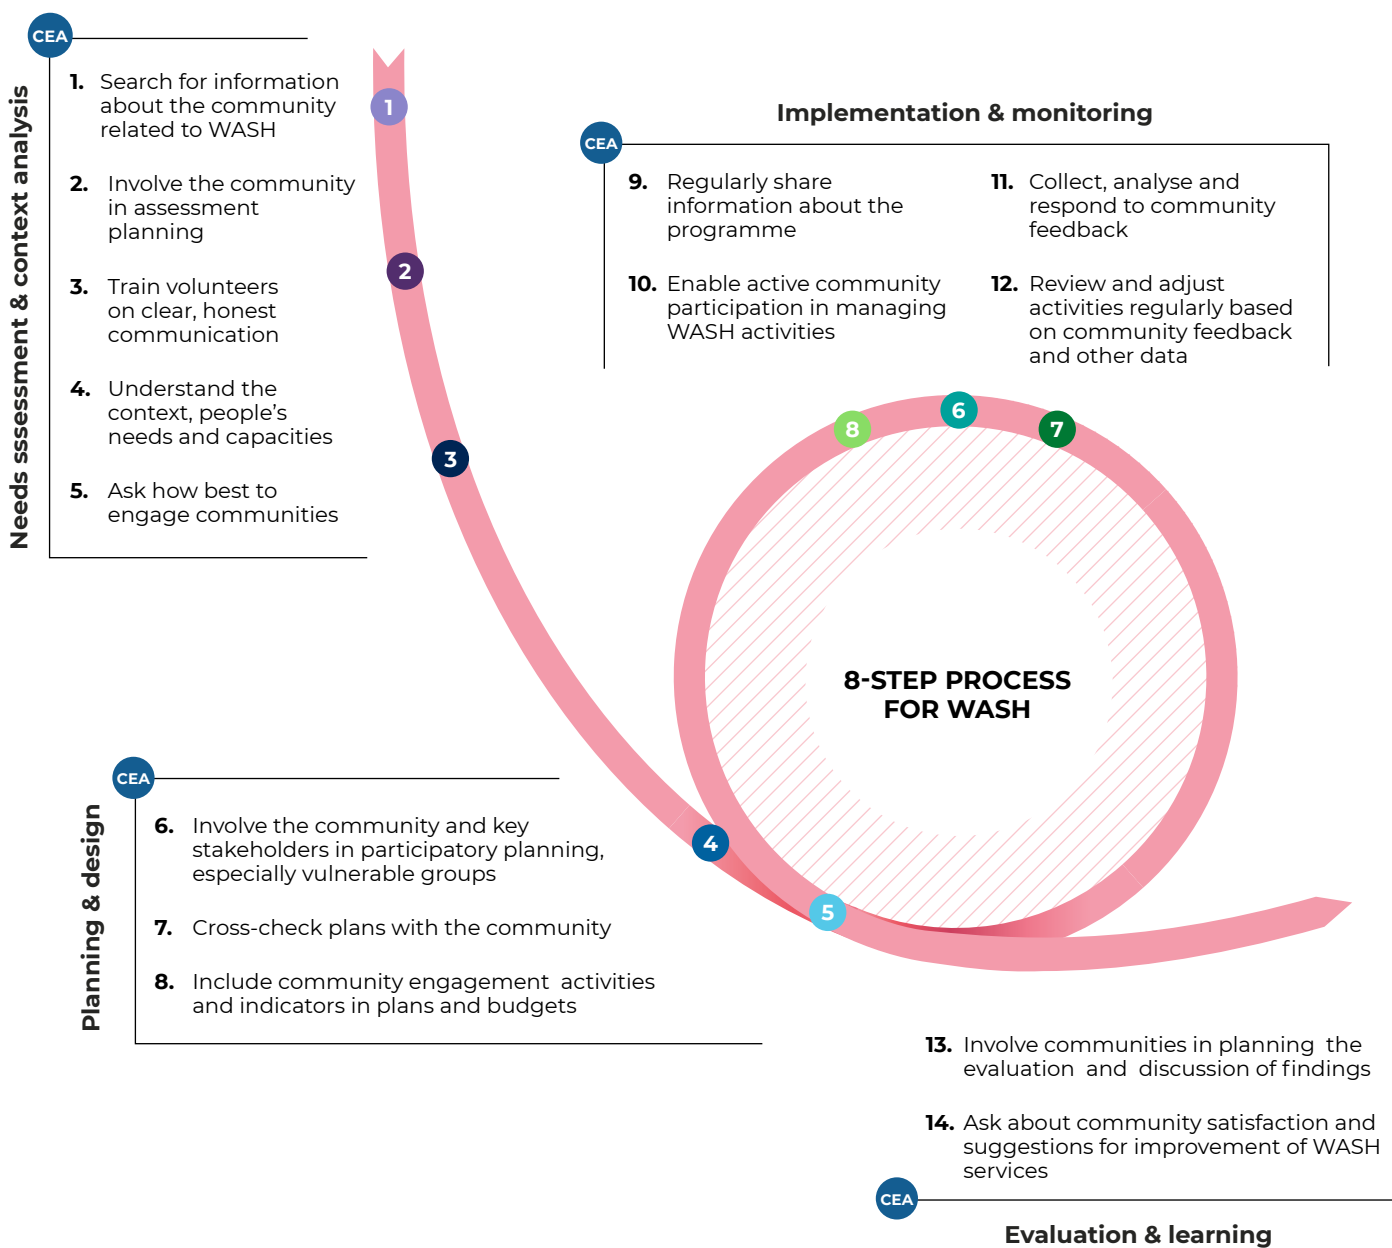 CEA
Needs sssessment & context analysis
1. Search for information
about the community
related to WASH
2. Involve the community
in assessment
planning
3. Train volunteers
on clear, honest
communication
4. Understand the
context, people’s
needs and capacities
5. Ask how best to
engage communities
1
2
3
4
5
6
7
8
Implementation & monitoring
CEA
9. Regularly share
information about the
programme
10. Enable active community
participation in managing
WASH activities
11. Collect, analyse and
respond to community
feedback
12. Review and adjust
activities regularly based
on community feedback
and other data
8-STEP PROCESS
FOR WASH
CEA
Planning & design
6. Involve the community and key
stakeholders in participatory planning,
especially vulnerable groups
7. Cross-check plans with the community
8. Include community engagement activities
and indicators in plans and budgets
13. Involve communities in planning the
evaluation and discussion of findings
14. Ask about community satisfaction and
suggestions for improvement of WASH
services
CEA
Evaluation & learning